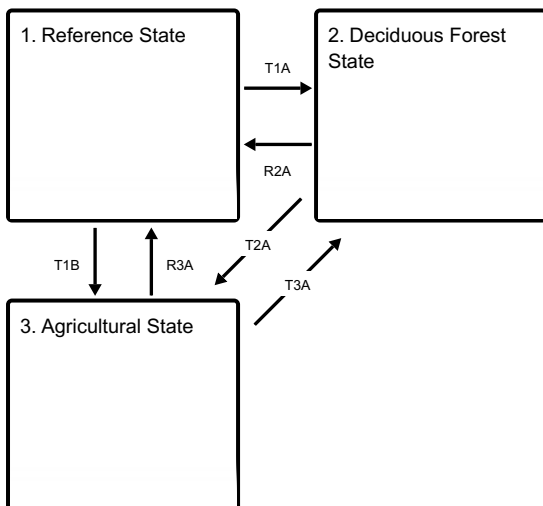 1. Reference State
2. Deciduous Forest
State
T1A
R2A
T1B
R3A
T2A
T3A
3. Agricultural State